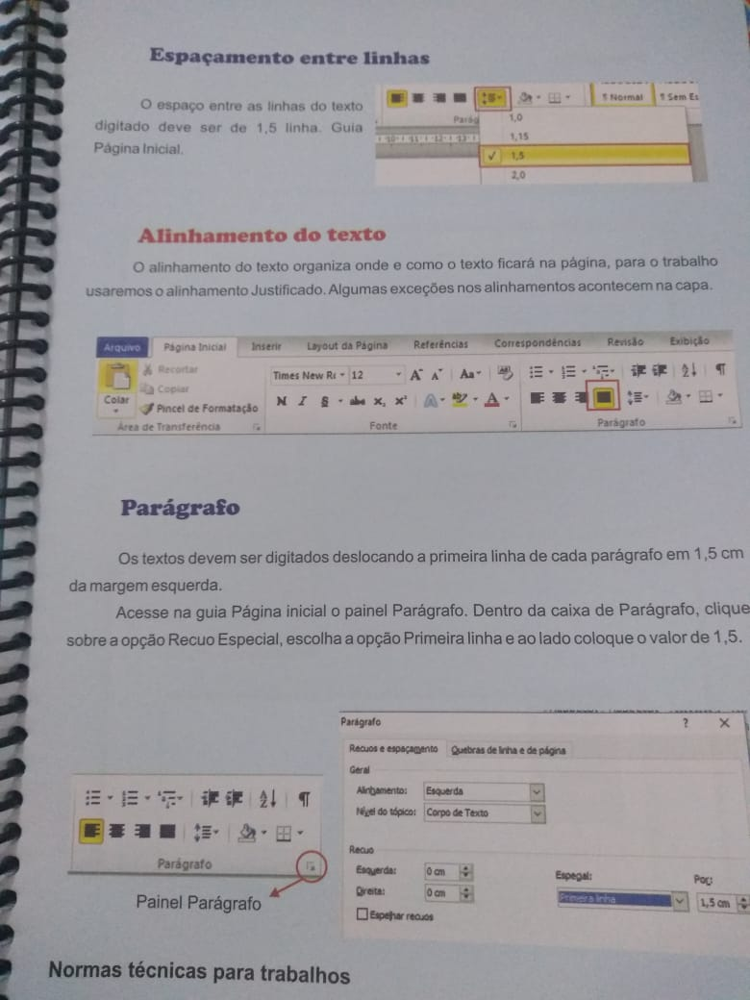 Espaçamento entre linhas
O espaço entre as linhas do texto
digitado deve ser de 1,5 linha. Guia
Página Inicial.
¶ Normal ¶ Sem Es
Parág
1,0
1,15
1,5
2,0
Alinhamento do texto
O alinhamento do texto organiza onde e como o texto ficará na página, para o trabalho
usaremos o alinhamento Justificado. Algumas exceções nos alinhamentos acontecem na capa.
Arquivo Página Inicial Inserir Layout da Página Referências Correspondências Revisão Exibição
Recortar
Copiar
Colar
Pincel de Formatação
Times New Ro 12
Área de Transferência Fonte Parágrafo
Parágrafo
Os textos devem ser digitados deslocando a primeira linha de cada parágrafo em 1,5 cm
da margem esquerda.
Acesse na guia Página inicial o painel Parágrafo. Dentro da caixa de Parágrafo, clique
sobre a opção Recuo Especial, escolha a opção Primeira linha e ao lado coloque o valor de 1,5.
Parágrafo
Painel Parágrafo
Parágrafo ? X
Recuos e espaçamento Quebras de linha e de página
Geral
Alinhamento: Esquerda
Nível do tópico: Corpo de Texto
Recuo
Esquerda: 0 cm
Direita: 0 cm
Espelhar recuos
Especial: Por:
Primeira linha 1,5 cm
Normas técnicas para trabalhos